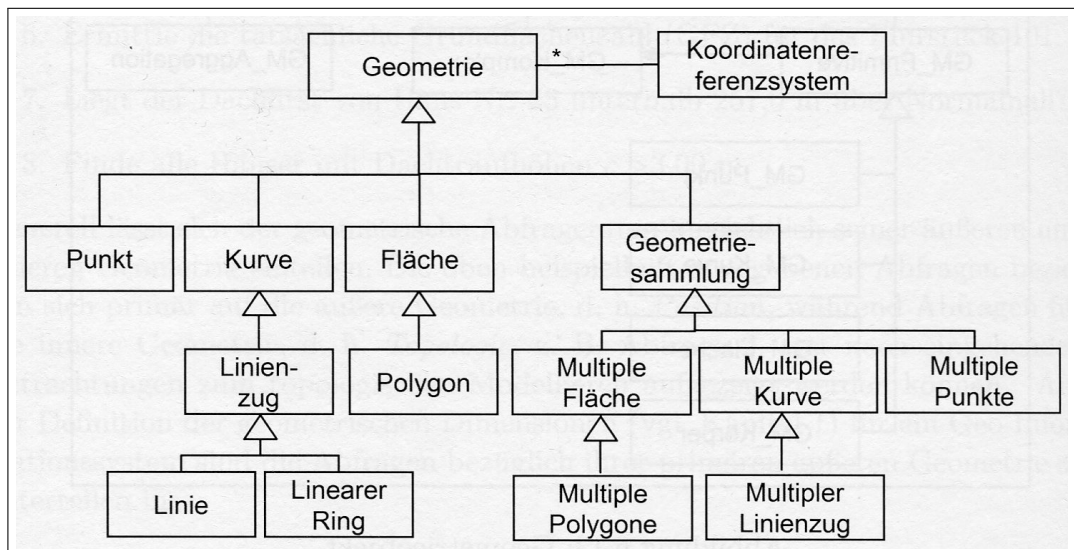 Geometrie
*
Koordinatenre-
ferenzsystem
Punkt
Kurve
Fläche
Geometrie-
sammlung
Linien-
zug
Polygon
Multiple
Fläche
Multiple
Kurve
Multiple
Punkte
Linie
Linearer
Ring
Multiple
Polygone
Multipler
Linienzug